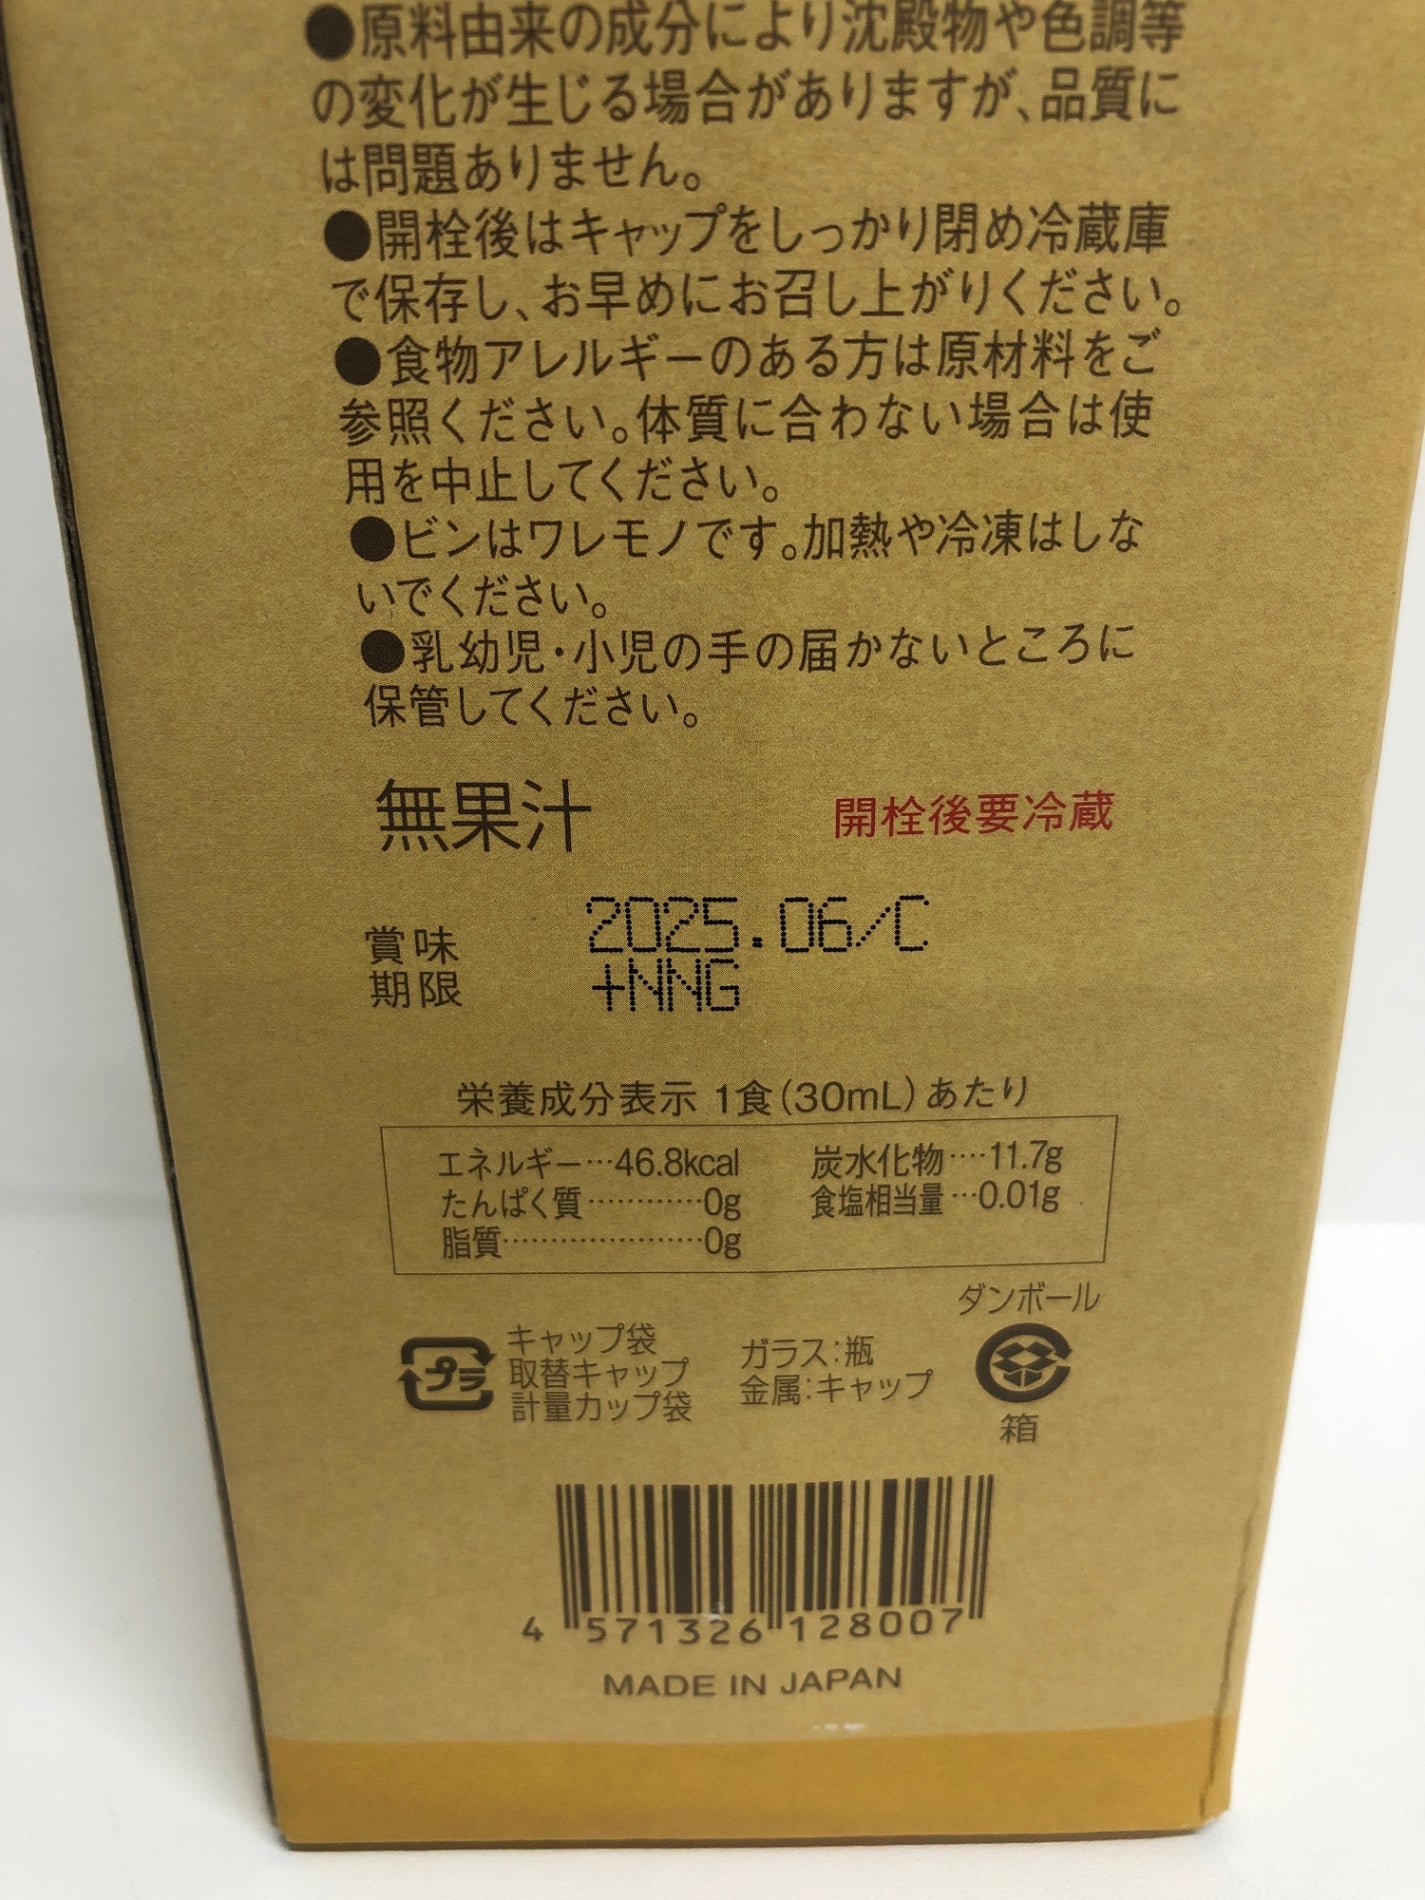 ●原料由来の成分により沈殿物や色調等
の変化が生じる場合がありますが、品質に
は問題ありません。
●開栓後はキャップをしっかり閉め冷蔵庫
で保存し、お早めにお召し上がりください。
●食物アレルギーのある方は原材料をご
参照ください。体質に合わない場合は使
用を中止してください。
●ビンはワレモノです。加熱や冷凍はしな
いでください。
●乳幼児・小児の手の届かないところに
保管してください。
無果汁 開栓後要冷蔵
賞味
期限
2025.06/C
+NNG
栄養成分表示 1食(30mL)あたり
エネルギー…46.8kcal 炭水化物…11.7g
たんぱく質…………0g 食塩相当量…0.01g
脂質…………………0g
プラ
キャップ袋
取替キャップ
計量カップ袋
ガラス:瓶
金属:キャップ
ダンボール
箱
4 571326 128007
MADE IN JAPAN